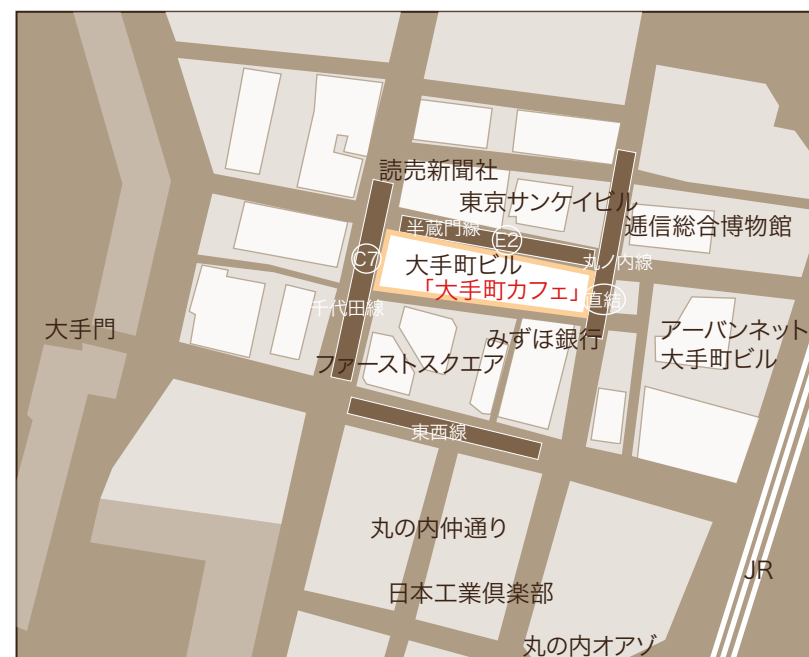 読売新聞社
東京サンケイビル
半蔵門線
E2
逓信総合博物館
C7
大手町ビル
丸ノ内線
「大手町カフェ」
直結
千代田線
大手門
みずほ銀行
アーバンネット
大手町ビル
ファーストスクエア
東西線
丸の内仲通り
JR
日本工業倶楽部
丸の内オアゾ